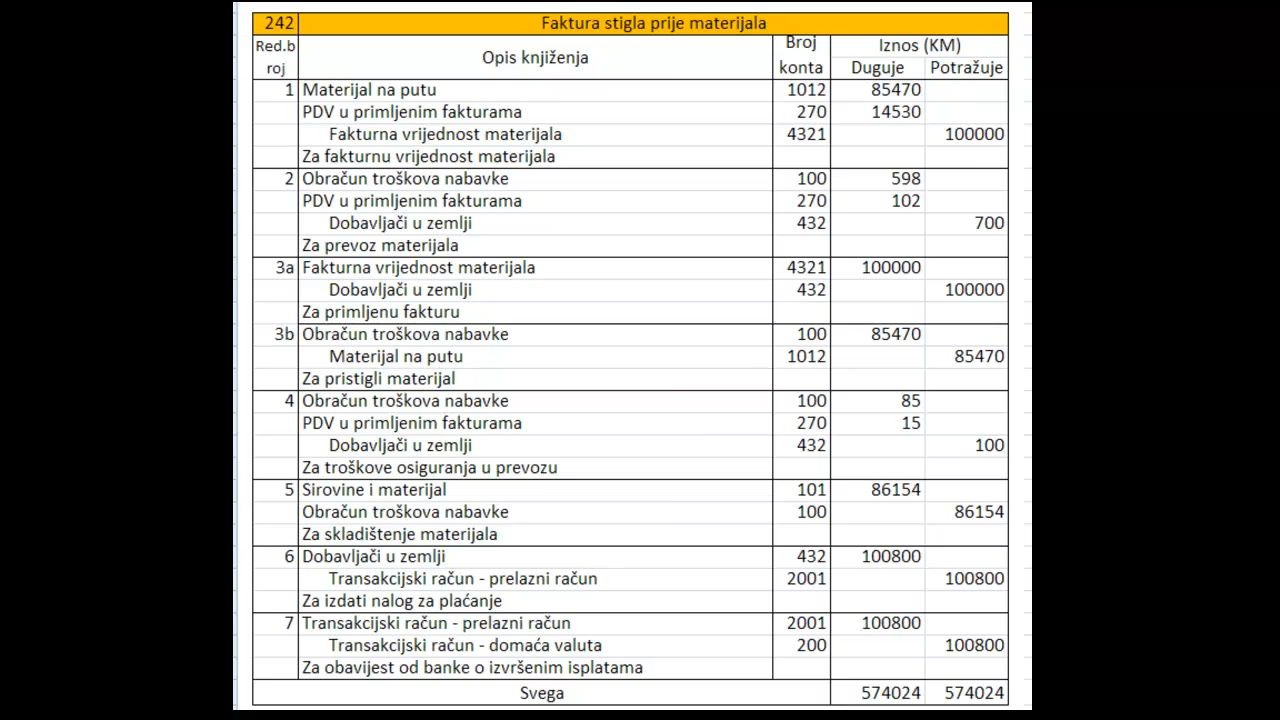 242 Faktura stigla prije materijala
Red.b roj Opis knjiženja Broj konta Iznos (KM)
Duguje Potražuje
1 Materijal na putu 1012 85470
PDV u primljenim fakturama 270 14530
Fakturna vrijednost materijala 4321 100000
Za fakturnu vrijednost materijala
2 Obračun troškova nabavke 100 598
PDV u primljenim fakturama 270 102
Dobavljači u zemlji 432 700
Za prevoz materijala
3a Fakturna vrijednost materijala 4321 100000
Dobavljači u zemlji 432 100000
Za primljenu fakturu
3b Obračun troškova nabavke 100 85470
Materijal na putu 1012 85470
Za pristigli materijal
4 Obračun troškova nabavke 100 85
PDV u primljenim fakturama 270 15
Dobavljači u zemlji 432 100
Za troškove osiguranja u prevozu
5 Sirovine i materijal 101 86154
Obračun troškova nabavke 100 86154
Za skladištenje materijala
6 Dobavljači u zemlji 432 100800
Transakcijski račun - prelazni račun 2001 100800
Za izdati nalog za plaćanje
7 Transakcijski račun - prelazni račun 2001 100800
Transakcijski račun - domaća valuta 200 100800
Za obavijest od banke o izvršenim isplatama
Svega 574024 574024